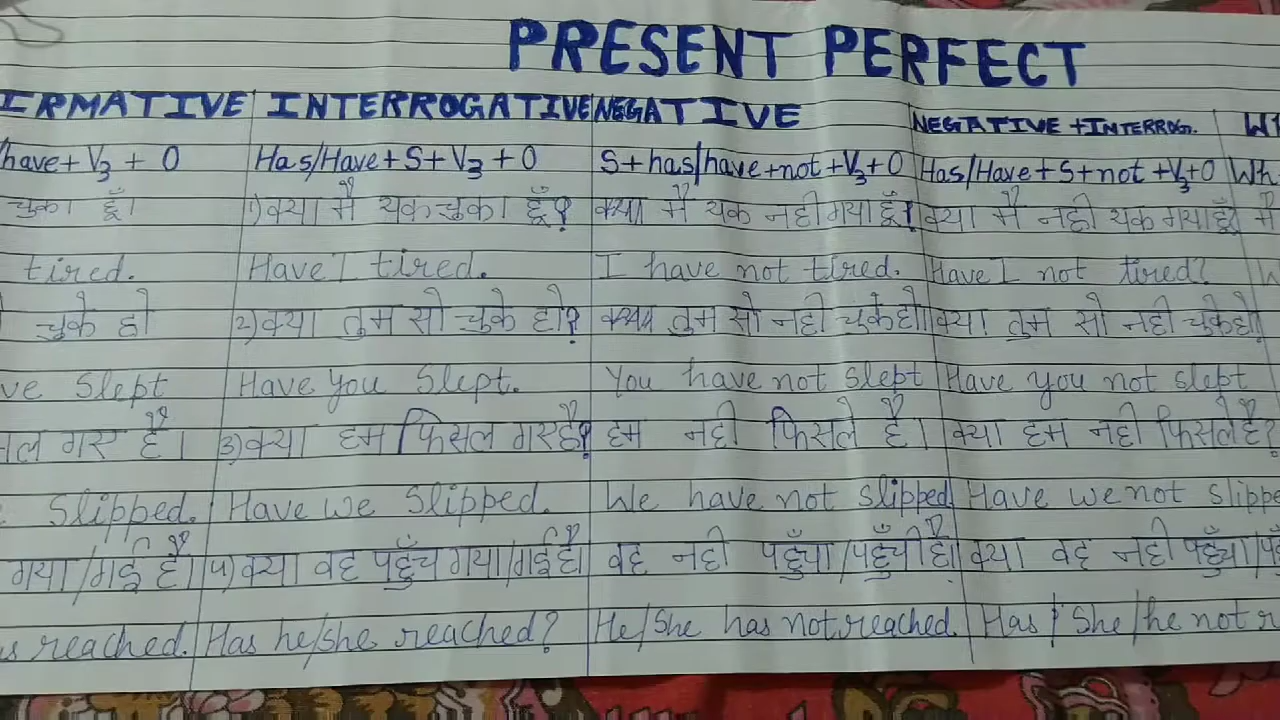 PRESENT PERFECT
IRMATIVE INTERROGATIVE NEGATIVE NEGATIVE +INTERROG. WH
/have+V3+O Has/Have+S+V3+O S+has/have+not+V3+O Has/Have+S+not+V3+O Wh
चुका हूँ। 1) क्या मैं थक चुका हूँ? मैं थक नही गया हूँ। क्या मैं नही थक गया हूँ मैं
tired. Have I tired. I have not tired. Have I not tired? W
चुके हो 2) क्या तुम सो चुके हो? तुम सो नही चुके हो क्या तुम सो नही चुके हो
ve Slept Have you Slept. You have not slept Have you not slept
सल गए हैं। 3) क्या हम फिसल गए हैं? हम नही फिसले हैं। क्या हम नही फिसले हैं?
Slipped. Have we Slipped. We have not slipped Have we not slippe
गया/गई है। 4) क्या वह पहुँच गया/गई है। वह नही पहुँचा/पहुँची है। क्या वह नही पहुँचा/
s reached. Has he/she reached? He/She has not reached. Has She/he not r